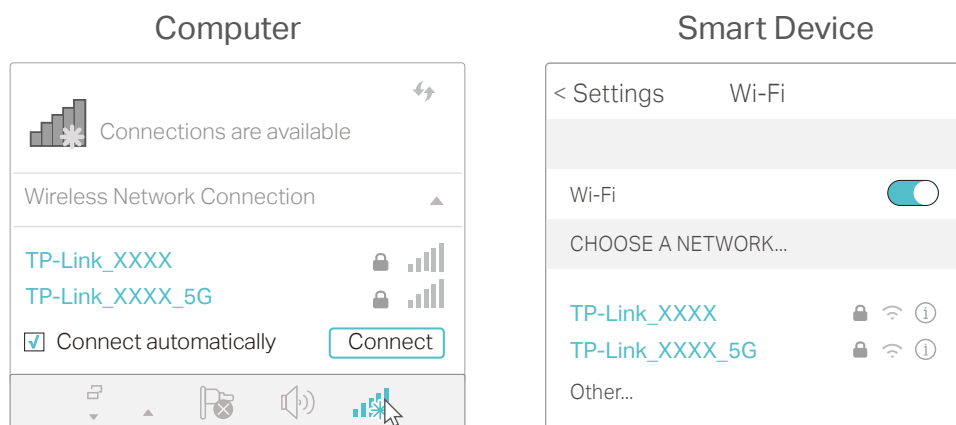 Computer
Connections are available
Wireless Network Connection
TP-Link_XXXX
TP-Link_XXXX_5G
Connect automatically
Connect
Smart Device
< Settings
Wi-Fi
Wi-Fi
CHOOSE A NETWORK...
TP-Link_XXXX
TP-Link_XXXX_5G
Other...